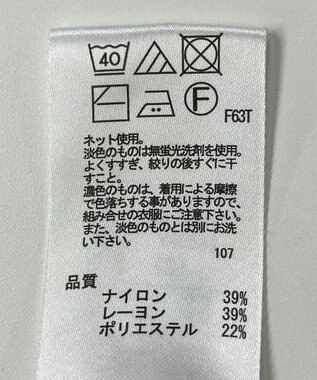 40
F
F63T
ネット使用。
淡色のものは無蛍光洗剤を使用。
よくすすぎ、絞りの後すぐに干
すこと。
濃色のものは、着用による摩擦
で色落ちする事がありますので、
組み合せの衣服にご注意下さい。
また、淡色のものとは別にお洗
い下さい。
107
品質
ナイロン 39%
レーヨン 39%
ポリエステル 22%